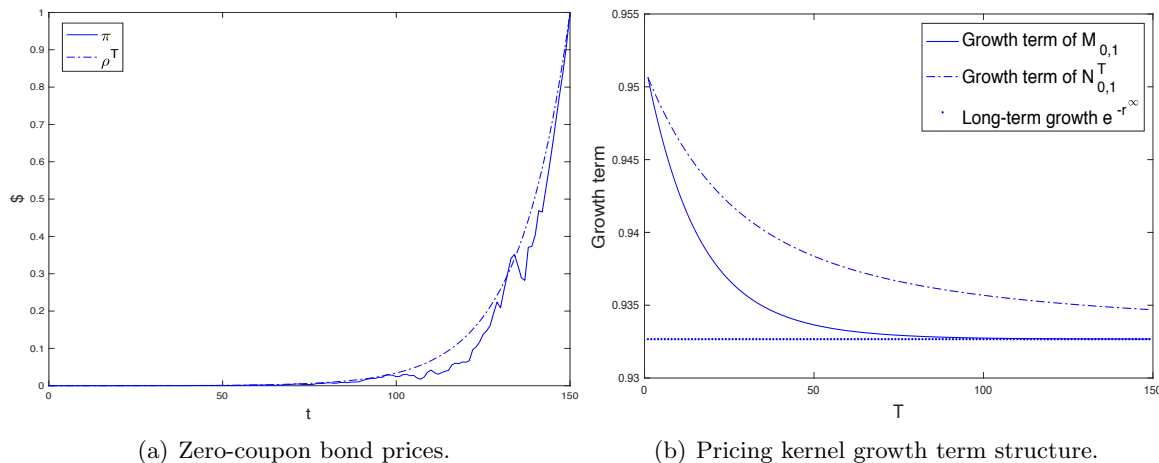 π
ρ^T
1
0.9
0.8
0.7
0.6
0.5
0.4
0.3
0.2
0.1
0
$
0 50 100 150
t
(a) Zero-coupon bond prices.
Growth term of M_{0,1}
Growth term of N_{0,1}^T
Long-term growth e^{-r^∞}
0.955
0.95
0.945
0.94
0.935
0.93
Growth term
0 50 100 150
T
(b) Pricing kernel growth term structure.